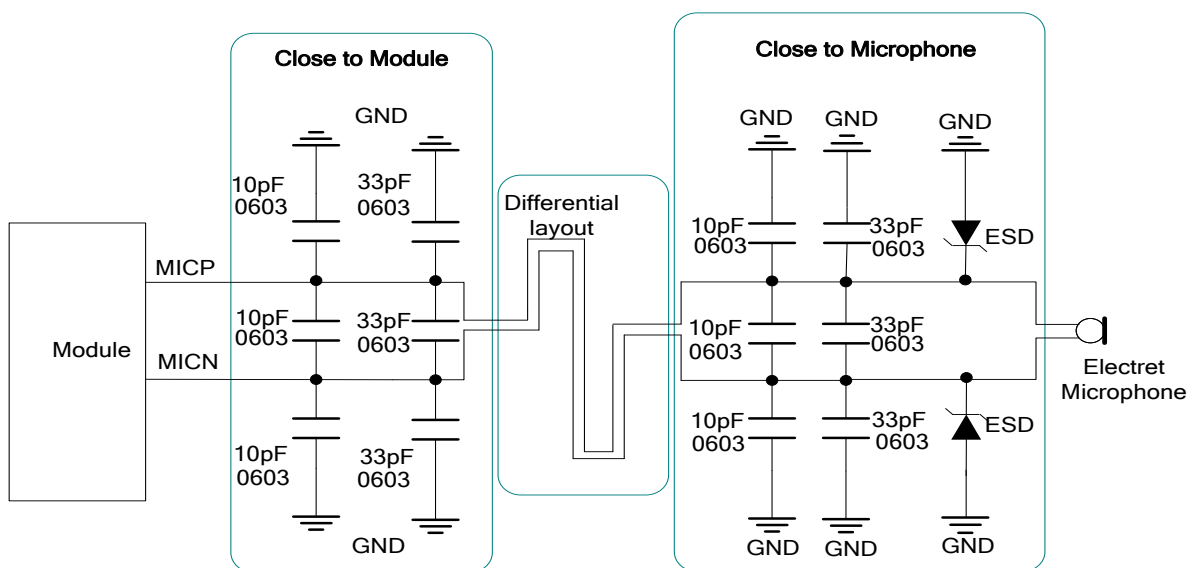 Close to Module
Close to Microphone
GND
GND
GND
GND
10pF
0603
33pF
0603
Differential
layout
10pF
0603
33pF
0603
ESD
MICP
10pF
0603
33pF
0603
10pF
0603
33pF
0603
Module
MICN
Electret
Microphone
10pF
0603
33pF
0603
10pF
0603
33pF
0603
ESD
GND
GND
GND
GND